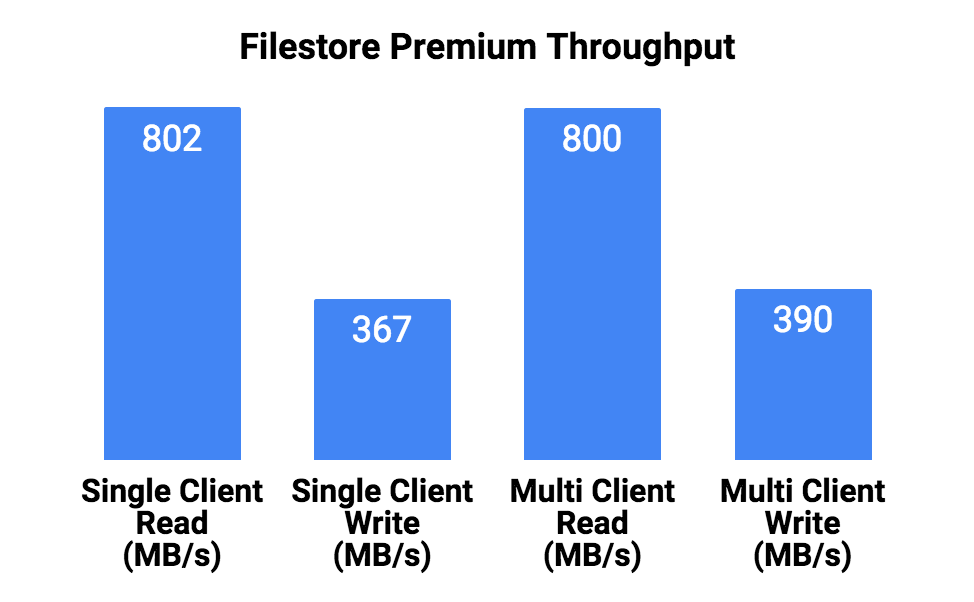 Filestore Premium Throughput
802
367
800
390
Single Client
Read
(MB/s)
Single Client
Write
(MB/s)
Multi Client
Read
(MB/s)
Multi Client
Write
(MB/s)